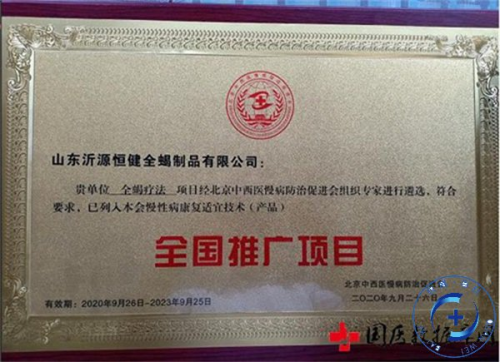 山东沂源恒健全蝎制品有限公司：
贵单位 全蝎疗法 项目经北京中西医慢病防治促进会组织专家进行遴选，符合
要求，已列入本会慢性病康复适宜技术（产品）
全国推广项目
北京中西医慢病防治促进会
有效期：2020年9月26日-2023年9月25日
二〇二〇年九月二十六日